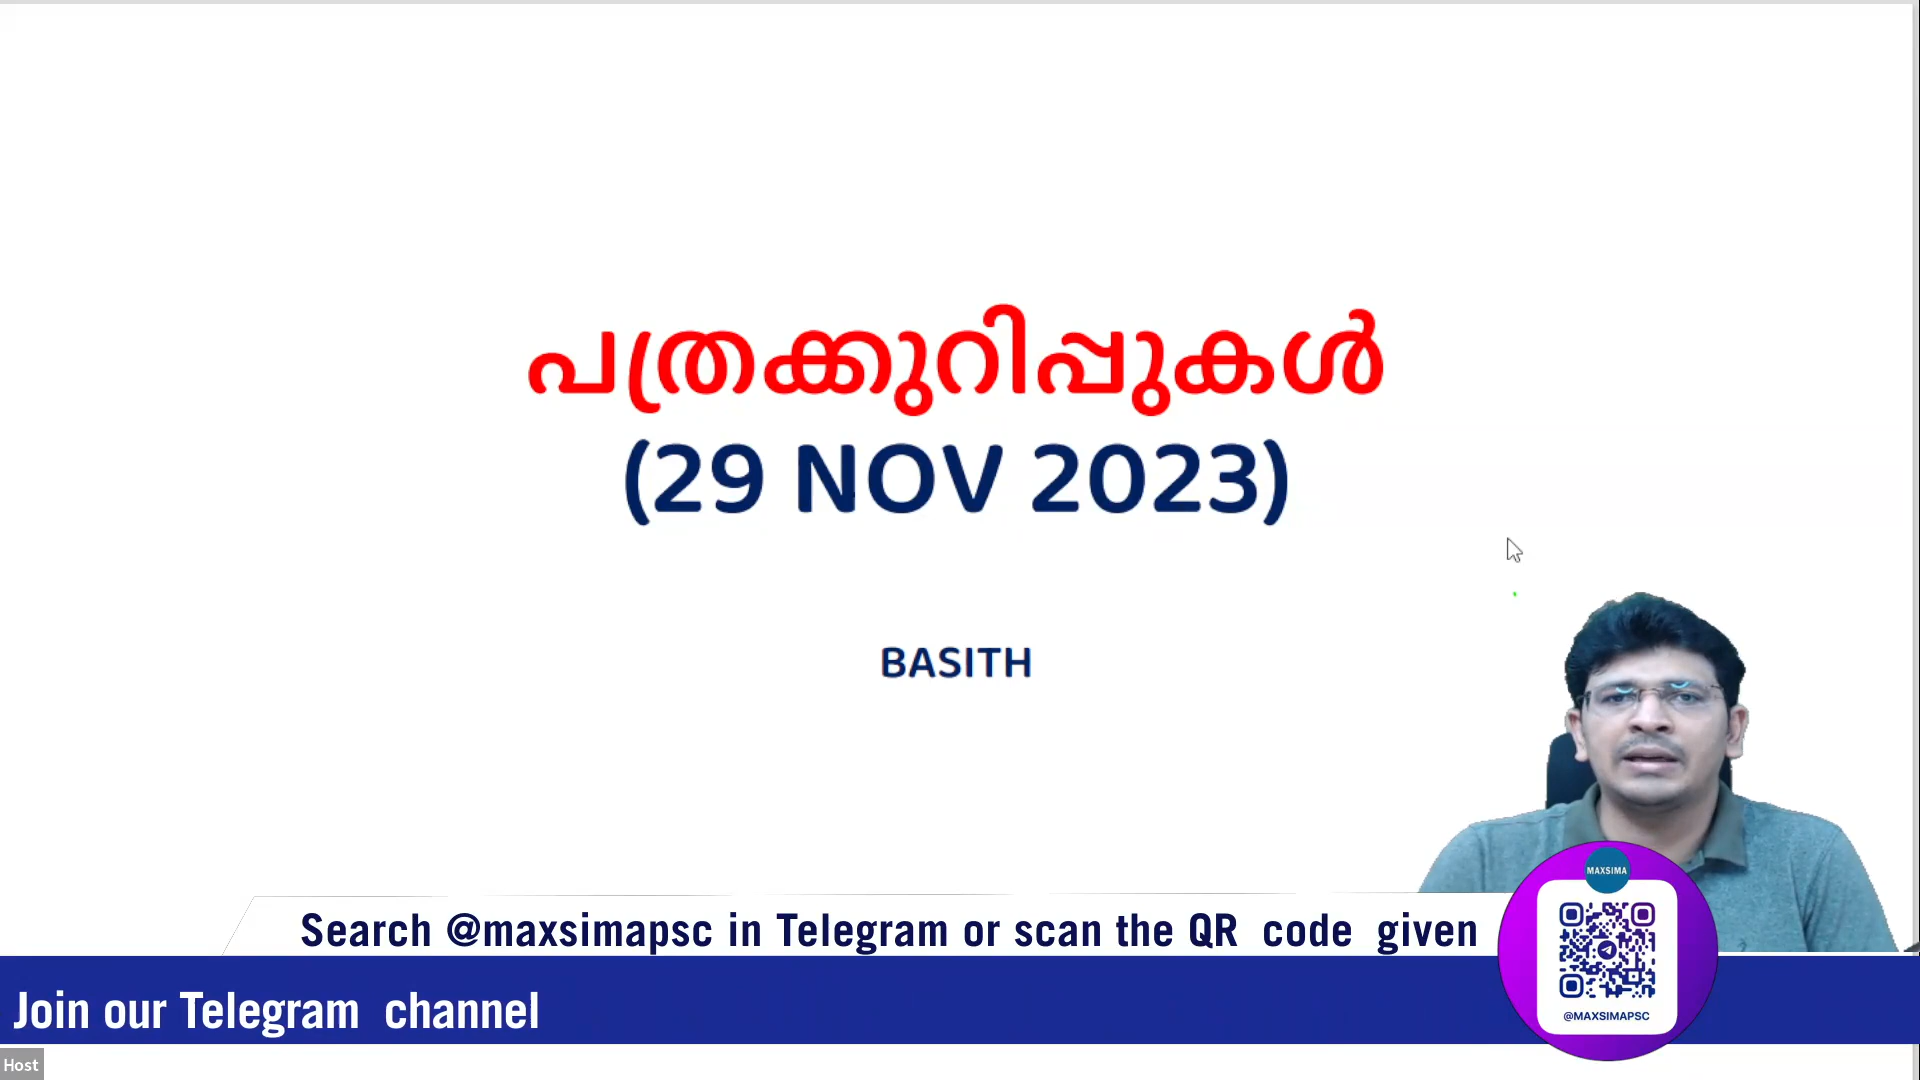 പത്രക്കുറിപ്പുകൾ
(29 NOV 2023)
BASITH
MAXSIMA
Search @maxsimapsc in Telegram or scan the QR code given
@MAXSIMAPSC
Join our Telegram channel
Host